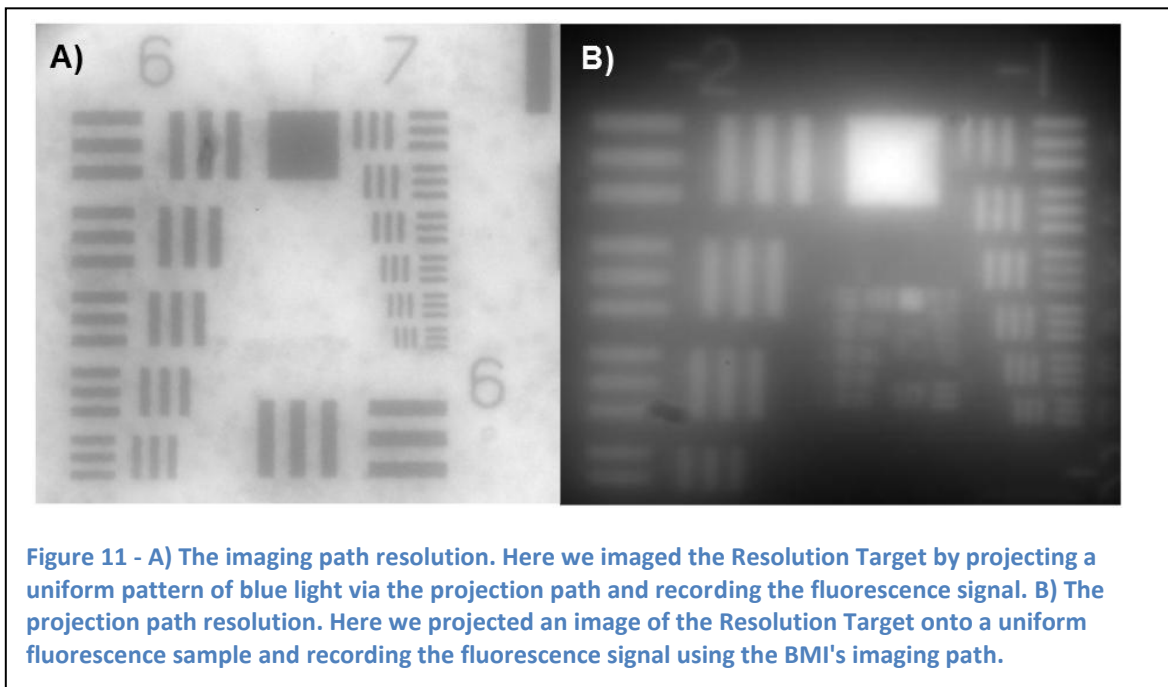 A)
6
7
6
B)
-2
-1
Figure 11 - A) The imaging path resolution. Here we imaged the Resolution Target by projecting a
uniform pattern of blue light via the projection path and recording the fluorescence signal. B) The
projection path resolution. Here we projected an image of the Resolution Target onto a uniform
fluorescence sample and recording the fluorescence signal using the BMI's imaging path.